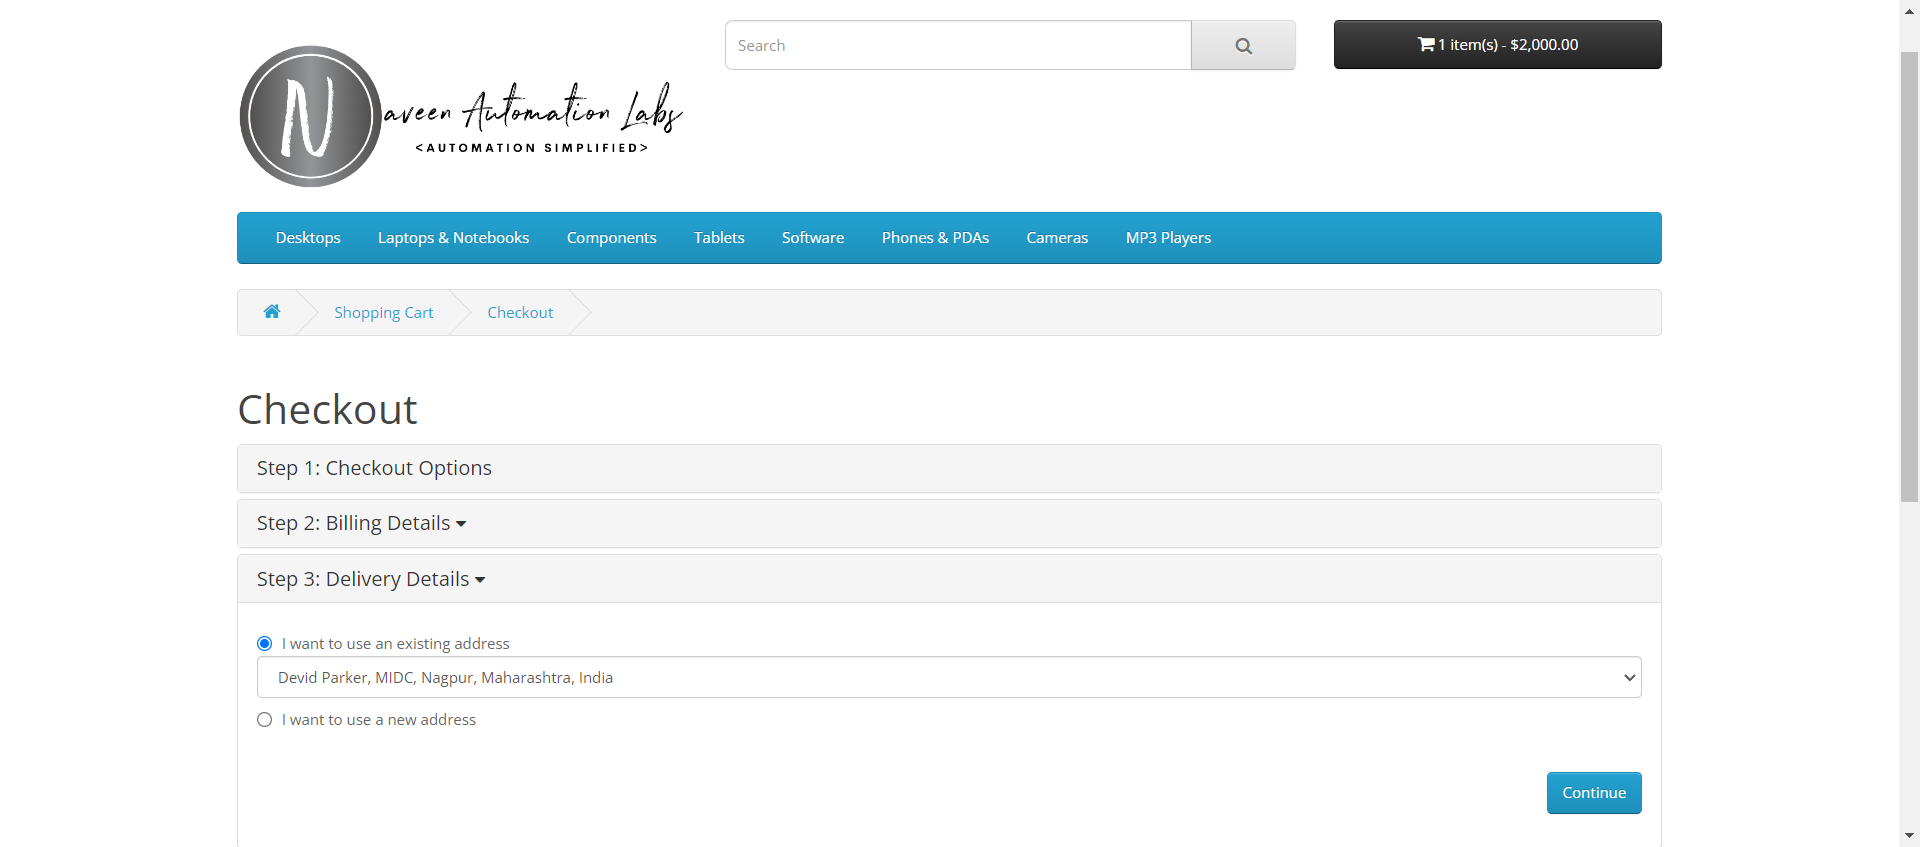 Search
1 item(s) - $2,000.00
N
aveen Automation Labs
<AUTOMATION SIMPLIFIED>
Desktops Laptops & Notebooks Components Tablets Software Phones & PDAs Cameras MP3 Players
Shopping Cart Checkout
Checkout
Step 1: Checkout Options
Step 2: Billing Details
Step 3: Delivery Details
I want to use an existing address
Devid Parker, MIDC, Nagpur, Maharashtra, India
I want to use a new address
Continue